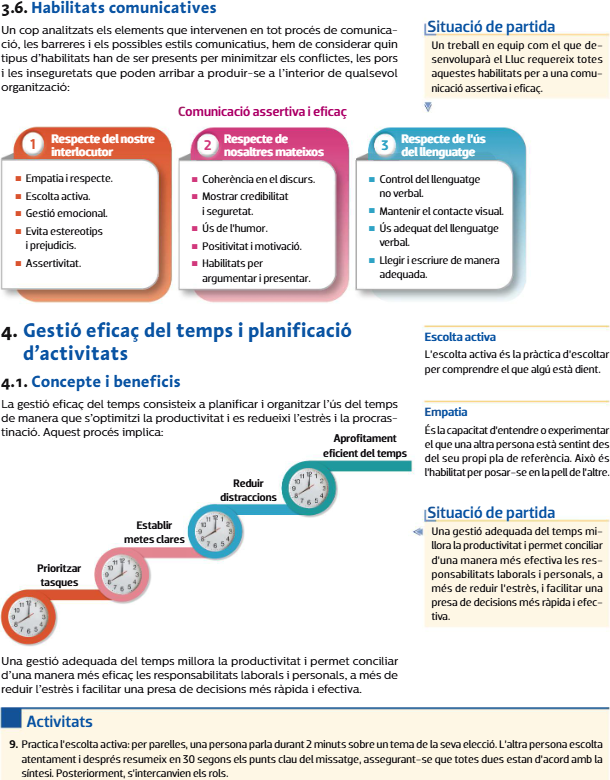 3.6. Habilitats comunicatives
Un cop analitzats els elements que intervenen en tot procés de comunica-
ció, les barreres i els possibles estils comunicatius, hem de considerar quin
tipus d'habilitats han de ser presents per minimitzar els conflictes, les pors
i les inseguretats que poden arribar a produir-se a l'interior de qualsevol
organització:
Situació de partida
Un treball en equip com el que de-
senvoluparà el Lluc requereix totes
aquestes habilitats per a una comu-
nicació assertiva i eficaç.
Comunicació assertiva i eficaç
1 Respecte del nostre
interlocutor
Empatia i respecte.
Escolta activa.
Gestió emocional.
Evita estereotips
i prejudicis.
Assertivitat.
2 Respecte de
nosaltres mateixos
Coherència en el discurs.
Mostrar credibilitat
i seguretat.
Ús de l'humor.
Positivitat i motivació.
Habilitats per
argumentar i presentar.
3 Respecte de l'ús
del llenguatge
Control del llenguatge
no verbal.
Mantenir el contacte visual.
Ús adequat del llenguatge
verbal.
Llegir i escriure de manera
adequada.
4. Gestió eficaç del temps i planificació
d'activitats
4.1. Concepte i beneficis
La gestió eficaç del temps consisteix a planificar i organitzar l'ús del temps
de manera que s'optimitzi la productivitat i es redueixi l'estrès i la procras-
tinació. Aquest procés implica:
Aprofitament
eficient del temps
Reduir
distraccions
Establir
metes clares
Prioritzar
tasques
Una gestió adequada del temps millora la productivitat i permet conciliar
d'una manera més eficaç les responsabilitats laborals i personals, a més de
reduir l'estrès i facilitar una presa de decisions més ràpida i efectiva.
Escolta activa
L'escolta activa és la pràctica d'escoltar
per comprendre el que algú està dient.
Empatia
És la capacitat d'entendre o experimentar
el que una altra persona està sentint des
del seu propi pla de referència. Això és
l'habilitat per posar-se en la pell de l'altre.
Situació de partida
Una gestió adequada del temps mi-
llora la productivitat i permet conciliar
d'una manera més efectiva les res-
ponsabilitats laborals i personals, a
més de reduir l'estrès, i facilitar una
presa de decisions més ràpida i efec-
tiva.
Activitats
9. Practica l'escolta activa: per parelles, una persona parla durant 2 minuts sobre un tema de la seva elecció. L'altra persona escolta
atentament i després resumeix en 30 segons els punts clau del missatge, assegurant-se que totes dues estan d'acord amb la
síntesi. Posteriorment, s'intercanvien els rols.